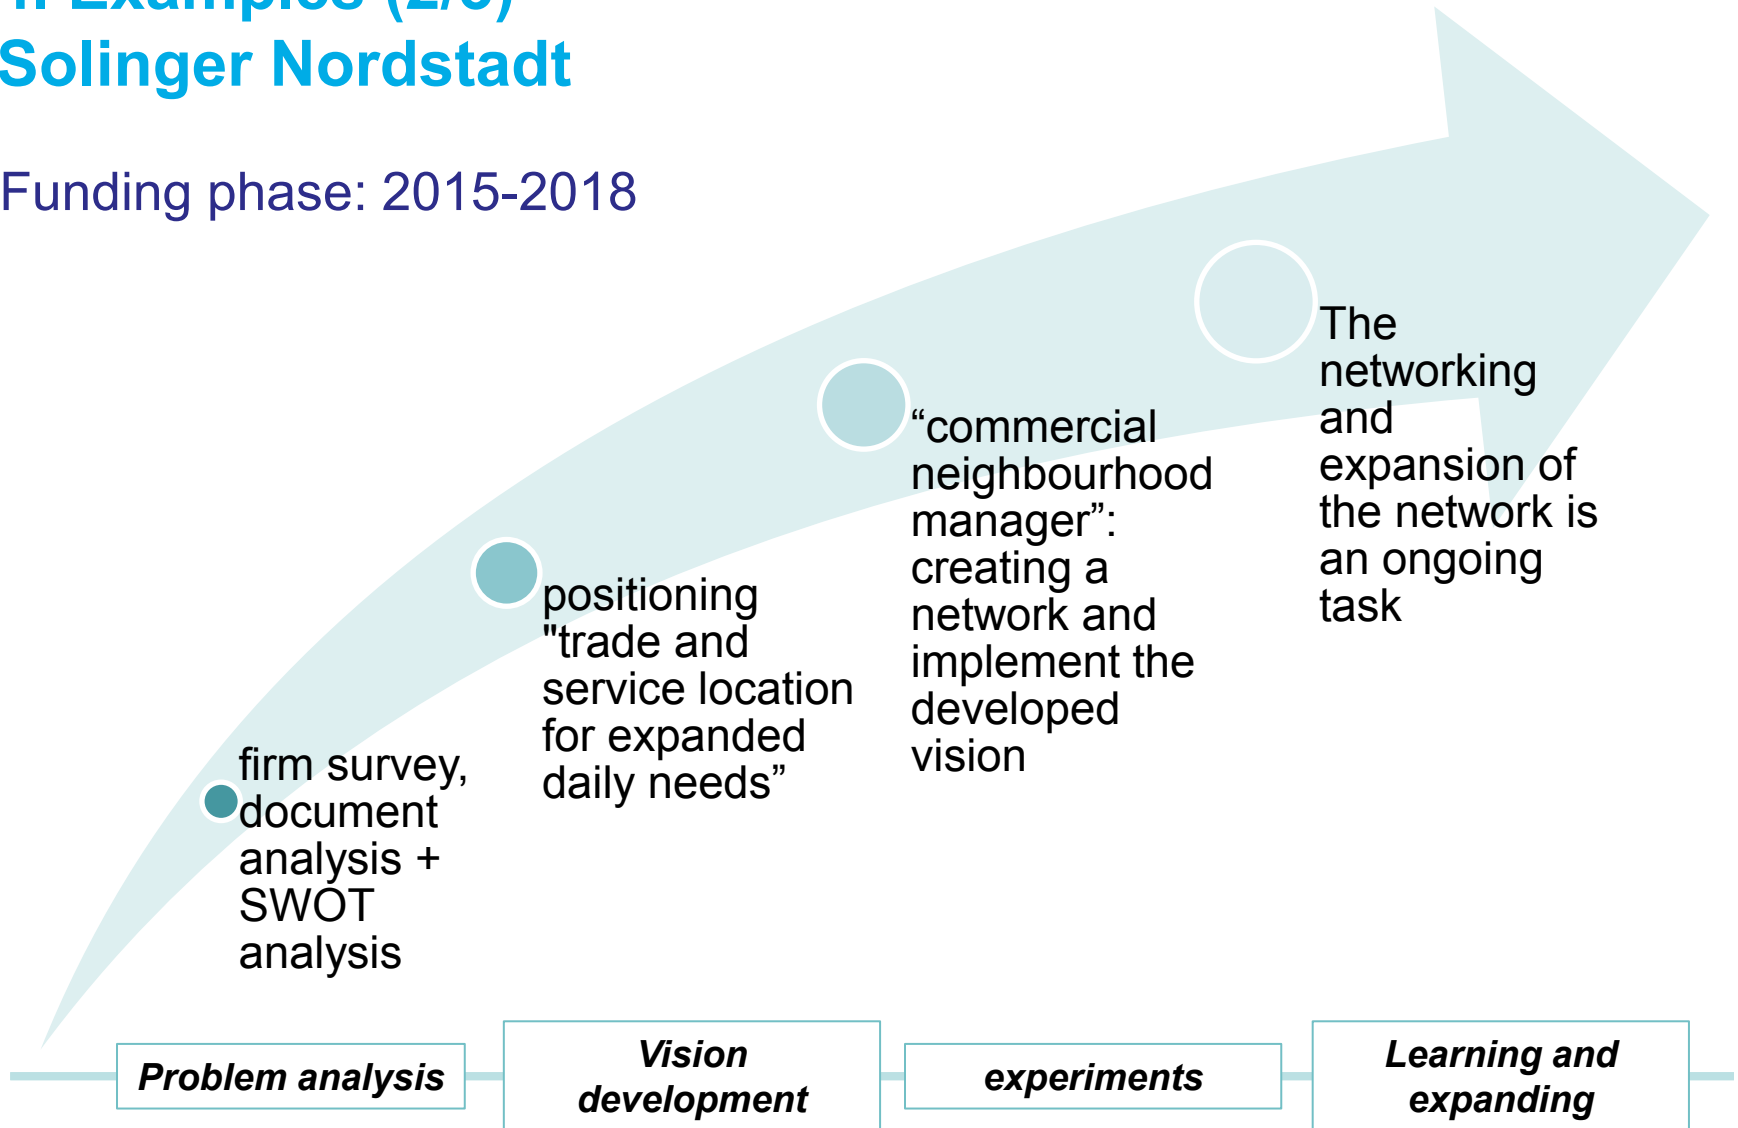 Examples (2/
Solinger Nordstadt
Funding phase: 2015-2018
The
networking
and
expansion of
the network is
an ongoing
task
“commercial
neighbourhood
manager”:
creating a
network and
implement the
developed
vision
positioning
"trade and
service location
for expanded
daily needs”
firm survey,
document
analysis +
SWOT
analysis
Problem analysis
Vision
development
experiments
Learning and
expanding